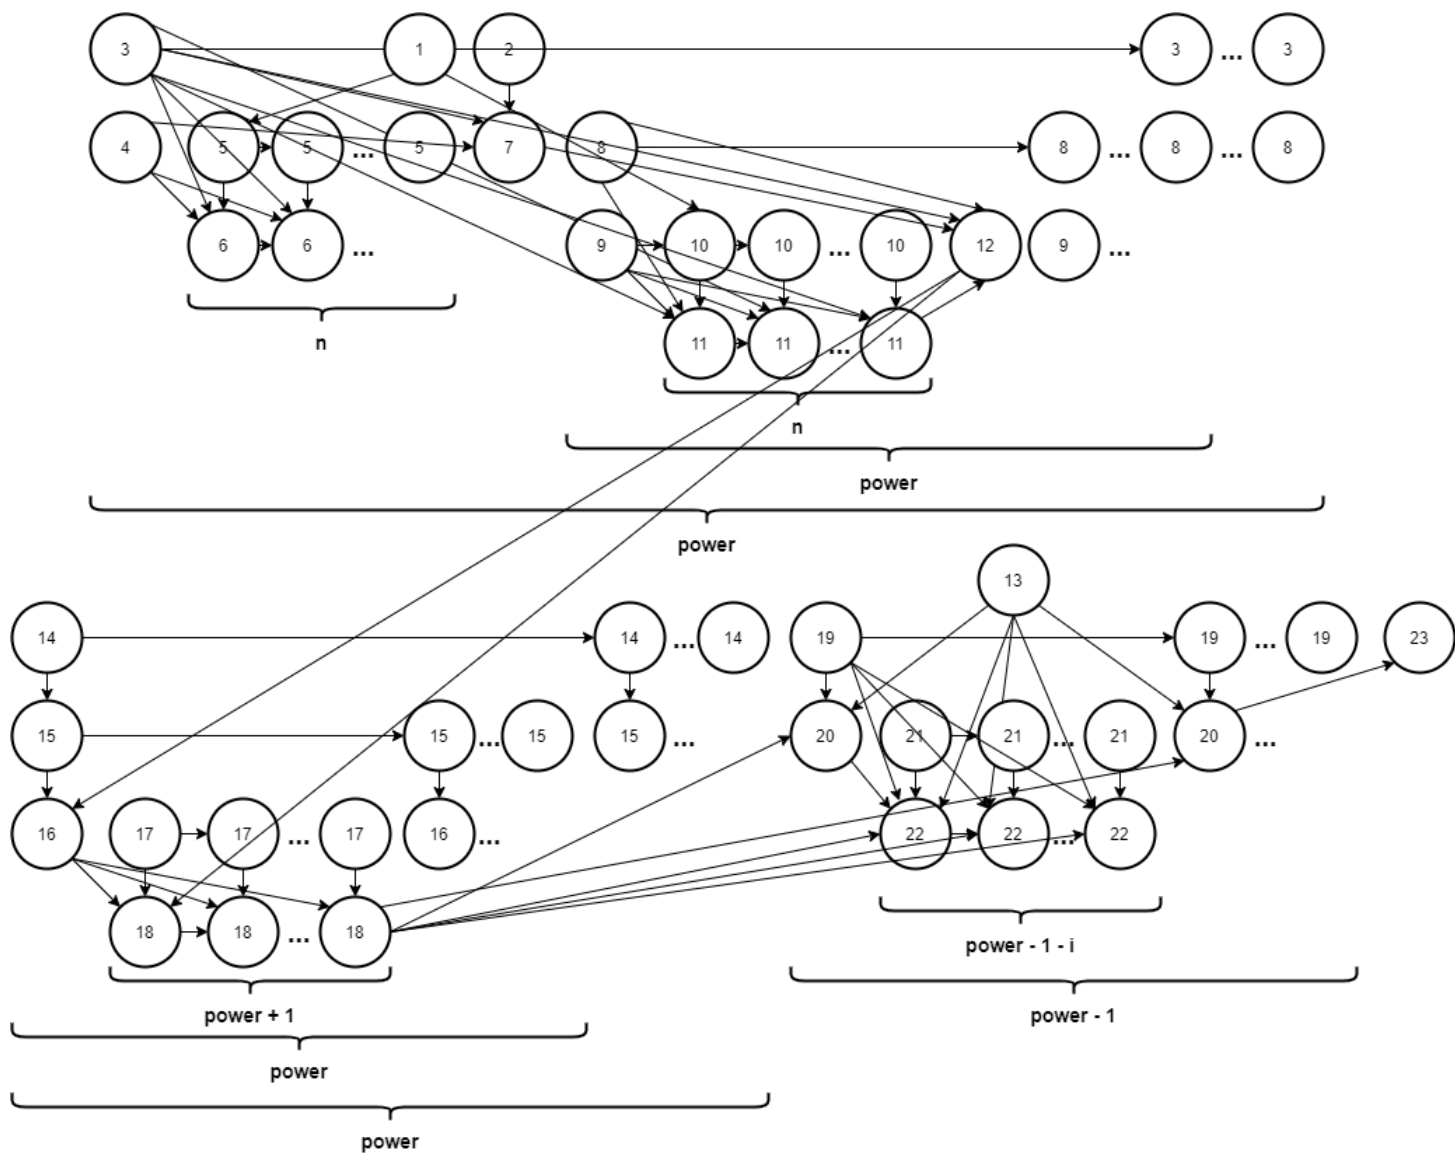 3 1 2 3 ... 3
4 5 5 ... 5 7 8 8 ... 8 ... 8
6 6 ... 9 10 10 ... 10 12 9 ...
n
11 11 ... 11
n
power
power
13
14 14 ... 14 19 19 ... 19 23
15 15 ... 15 15 ... 20 21 21 ... 21 20 ...
16 17 17 ... 17 16 ... 22 22 ... 22
18 18 ... 18
power - 1 - i
power + 1
power - 1
power
power